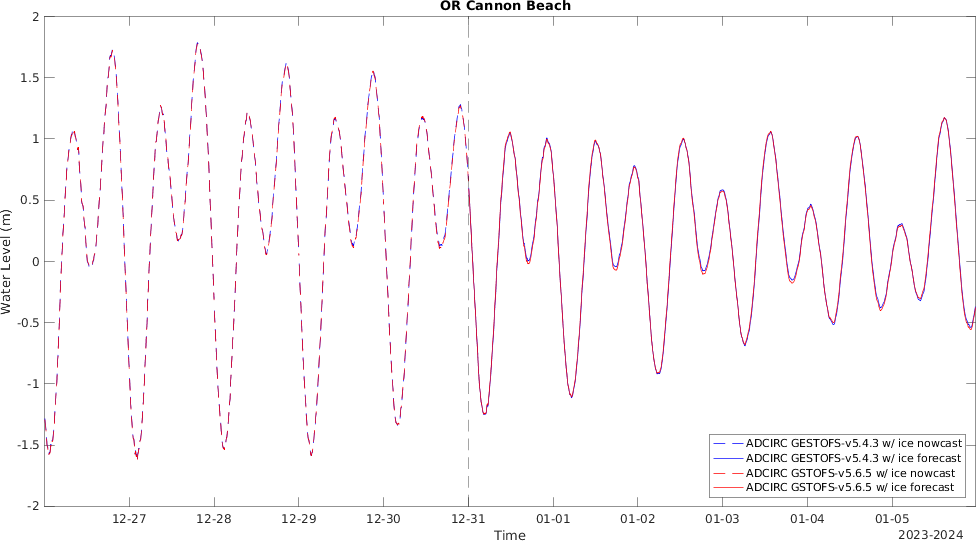 OR Cannon Beach
2
1.5
1
0.5
0
-0.5
-1
-1.5
-2
Water Level (m)
12-27
12-28
12-29
12-30
12-31
01-01
01-02
01-03
01-04
01-05
Time
2023-2024
ADCIRC GESTOFS-v5.4.3 w/ ice nowcast
ADCIRC GESTOFS-v5.4.3 w/ ice forecast
ADCIRC GSTOFS-v5.6.5 w/ ice nowcast
ADCIRC GSTOFS-v5.6.5 w/ ice forecast